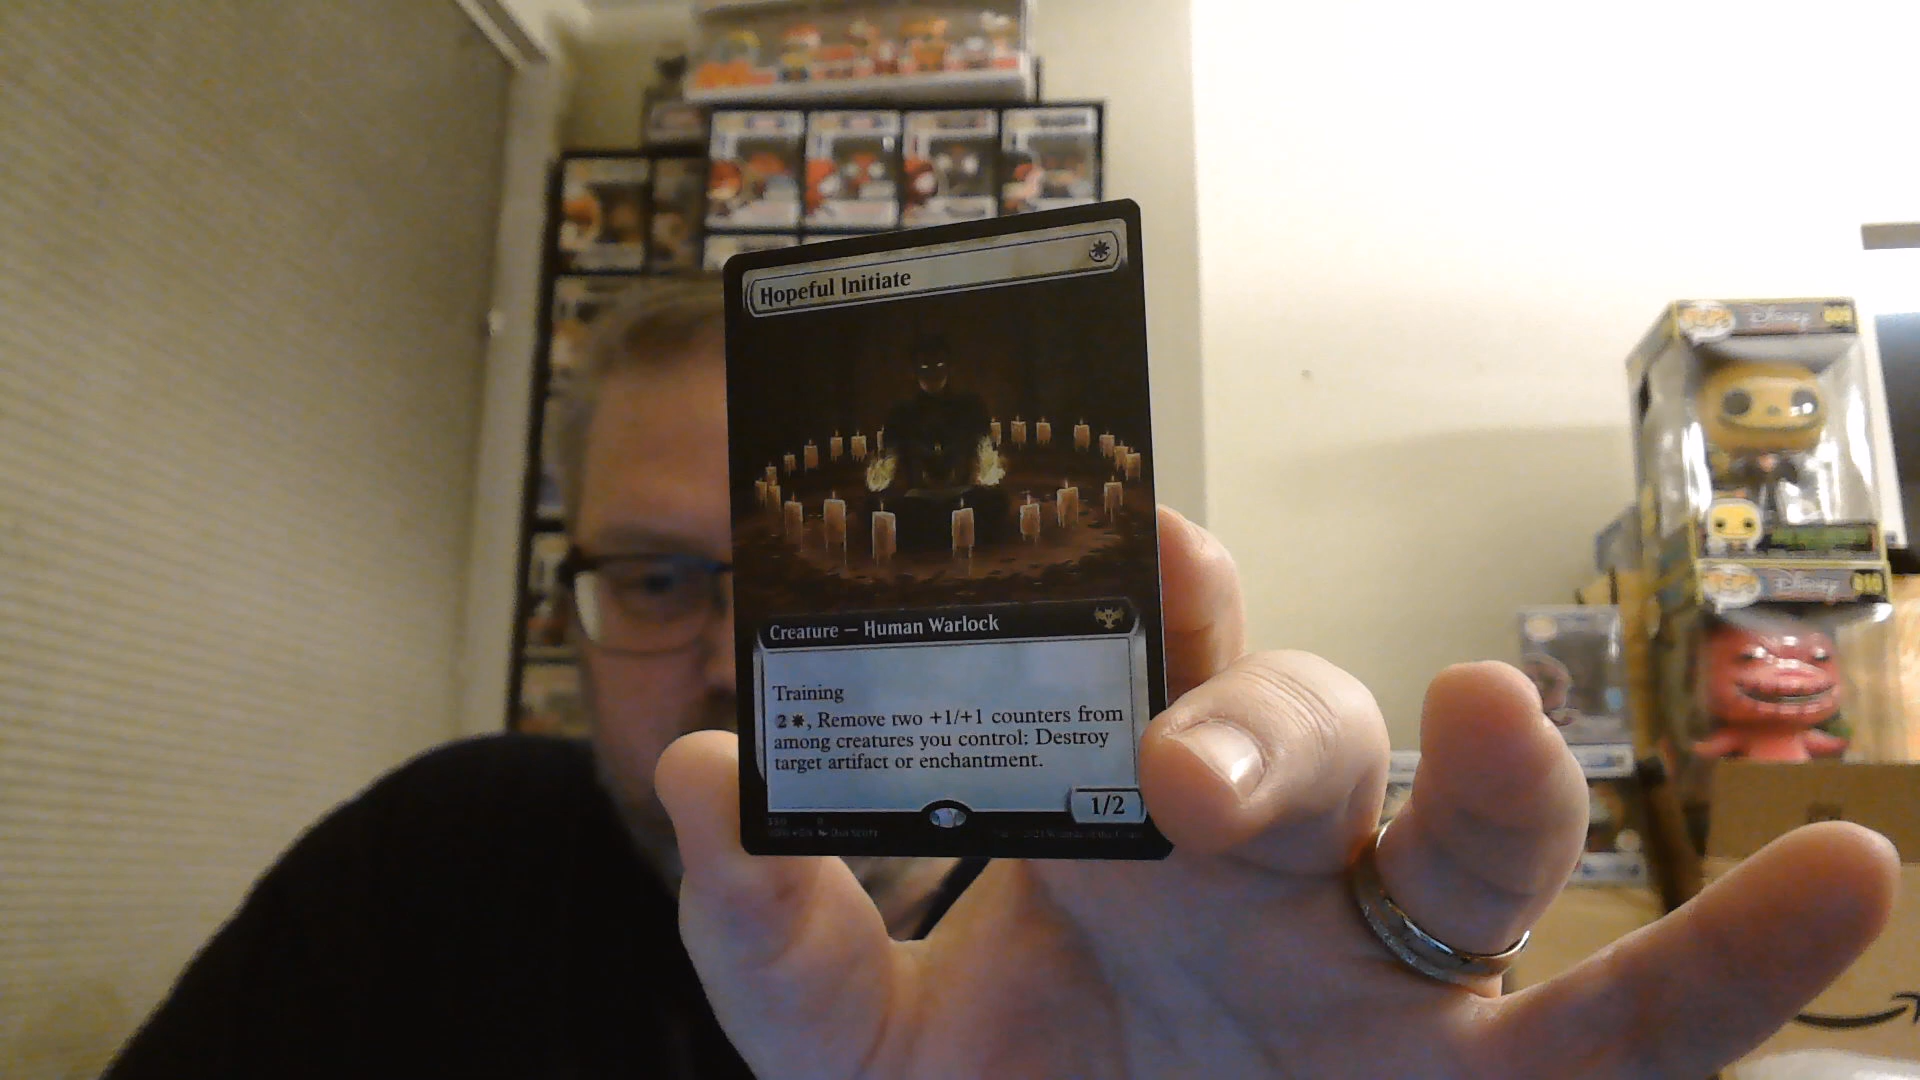 Hopeful Initiate
Creature — Human Warlock
Training
2 , Remove two +1/+1 counters from
among creatures you control: Destroy
target artifact or enchantment.
1/2
Disney
Disney